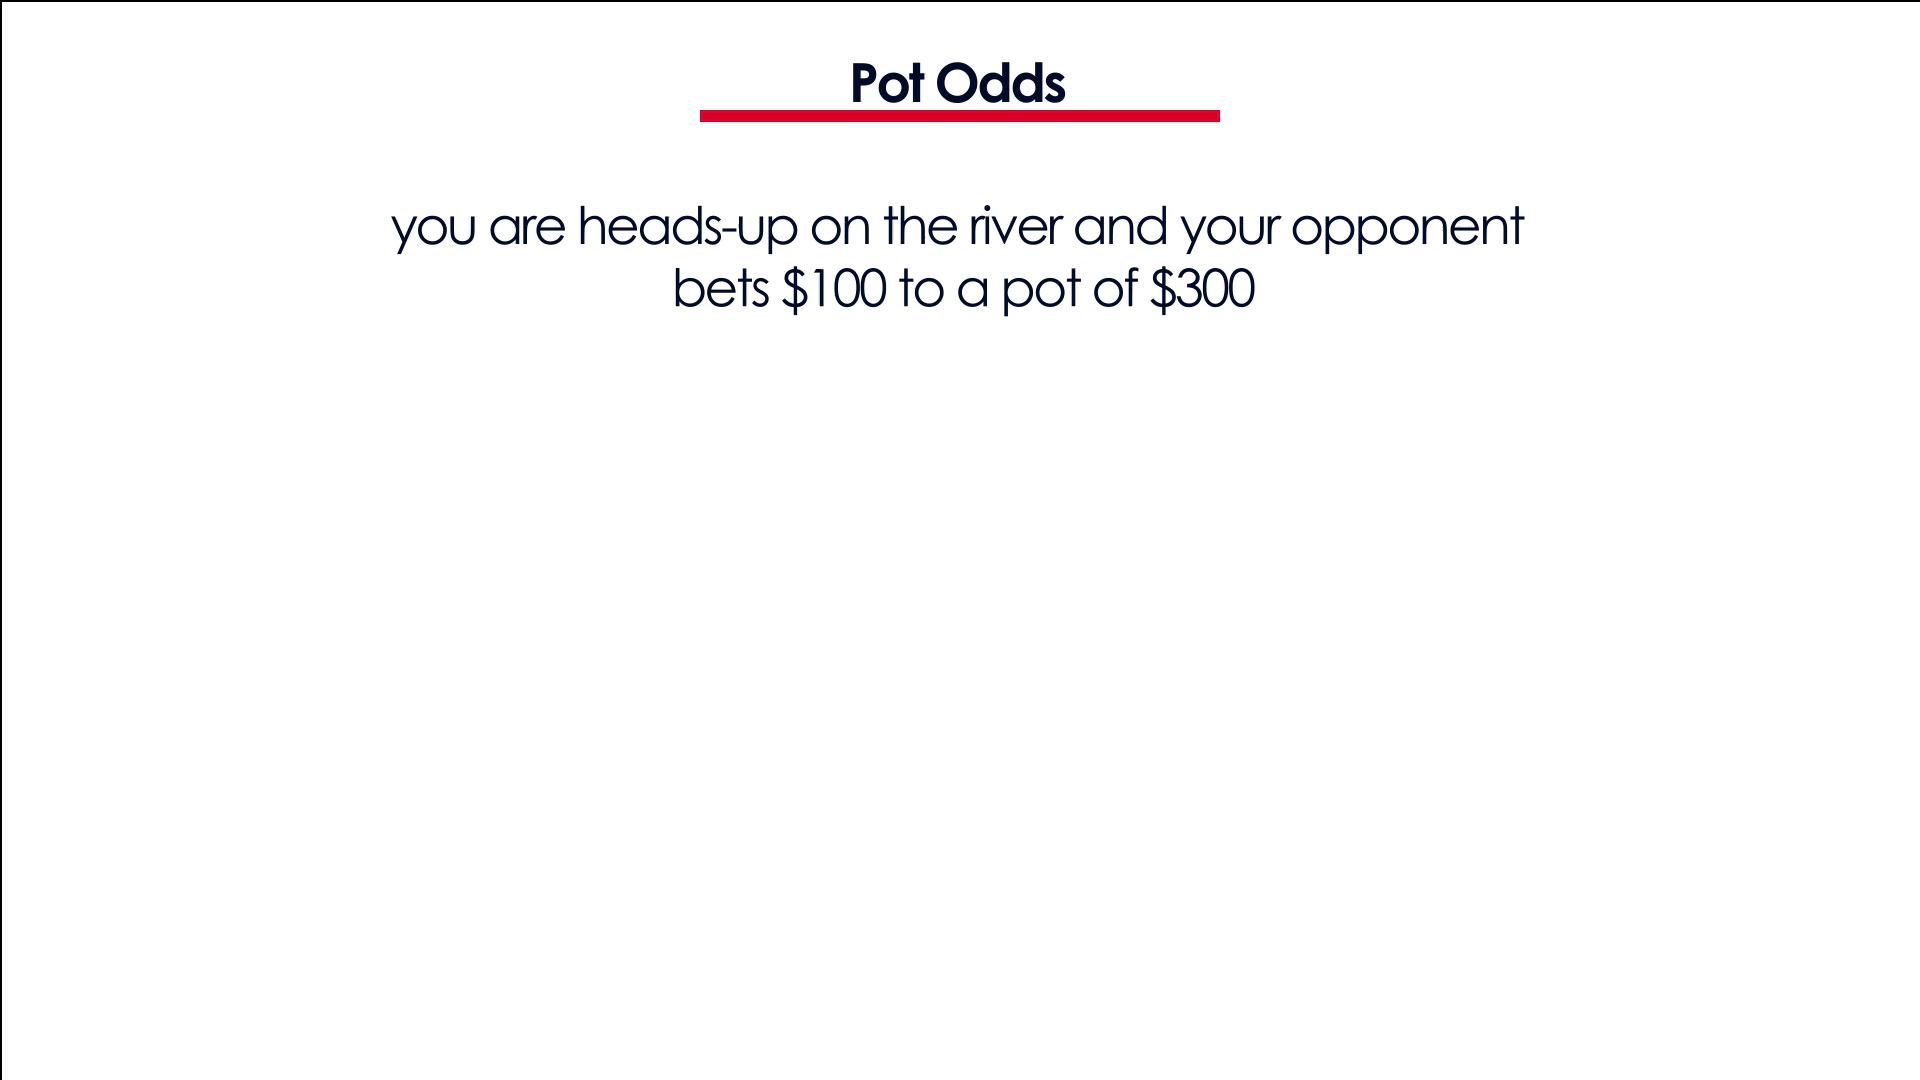 Pot Odds
you are heads-up on the river and your opponent
bets $100 to a pot of $300